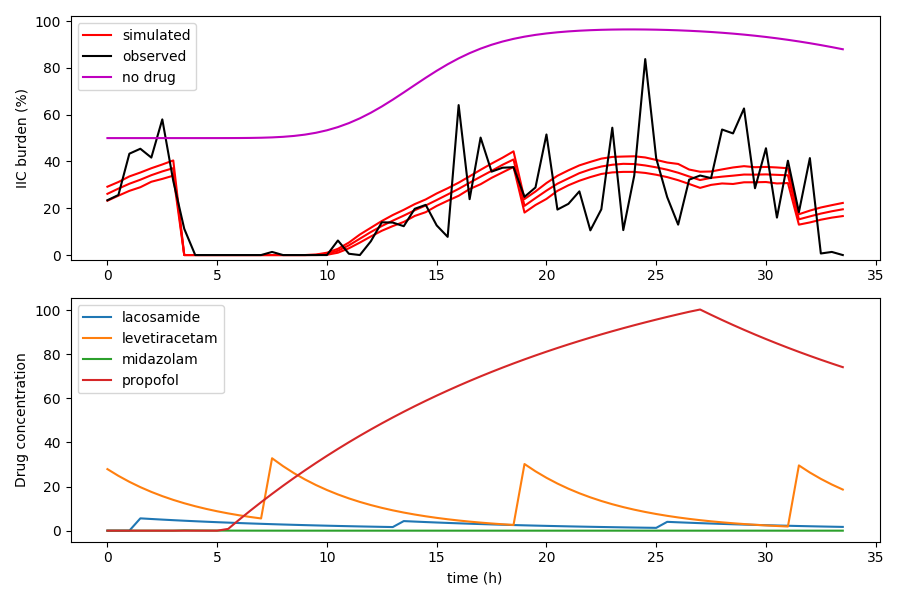 100
80
60
40
20
0
IIC burden (%)
simulated
observed
no drug
0 5 10 15 20 25 30 35
100
80
60
40
20
0
Drug concentration
lacosamide
levetiracetam
midazolam
propofol
0 5 10 15 20 25 30 35
time (h)